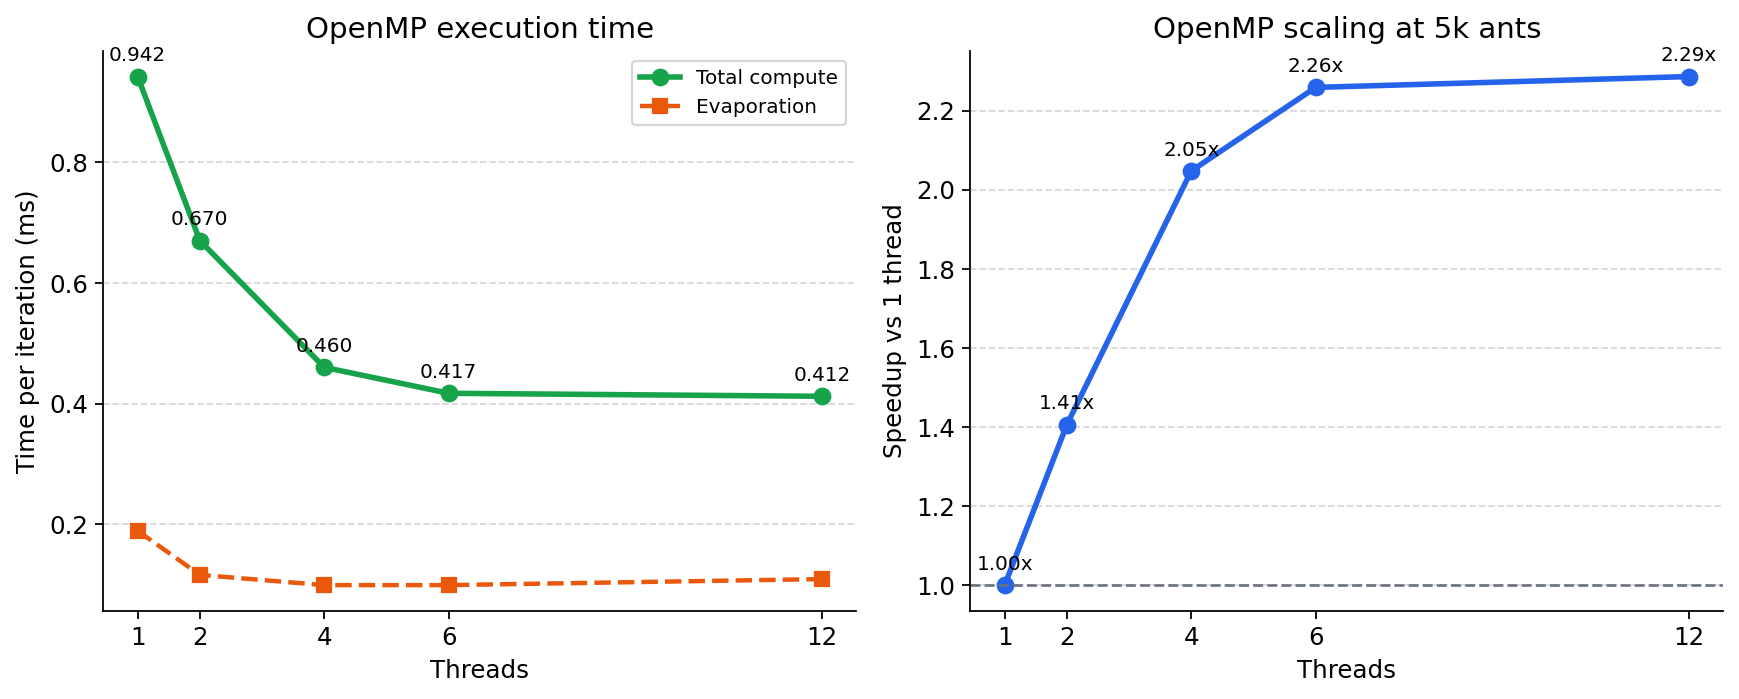 OpenMP execution time
0.942
0.670
0.460
0.417
0.412
Total compute
Evaporation
0.8
0.6
0.4
0.2
Time per iteration (ms)
1 2 4 6 12
Threads
OpenMP scaling at 5k ants
1.00x
1.41x
2.05x
2.26x
2.29x
2.2
2.0
1.8
1.6
1.4
1.2
1.0
Speedup vs 1 thread
1 2 4 6 12
Threads